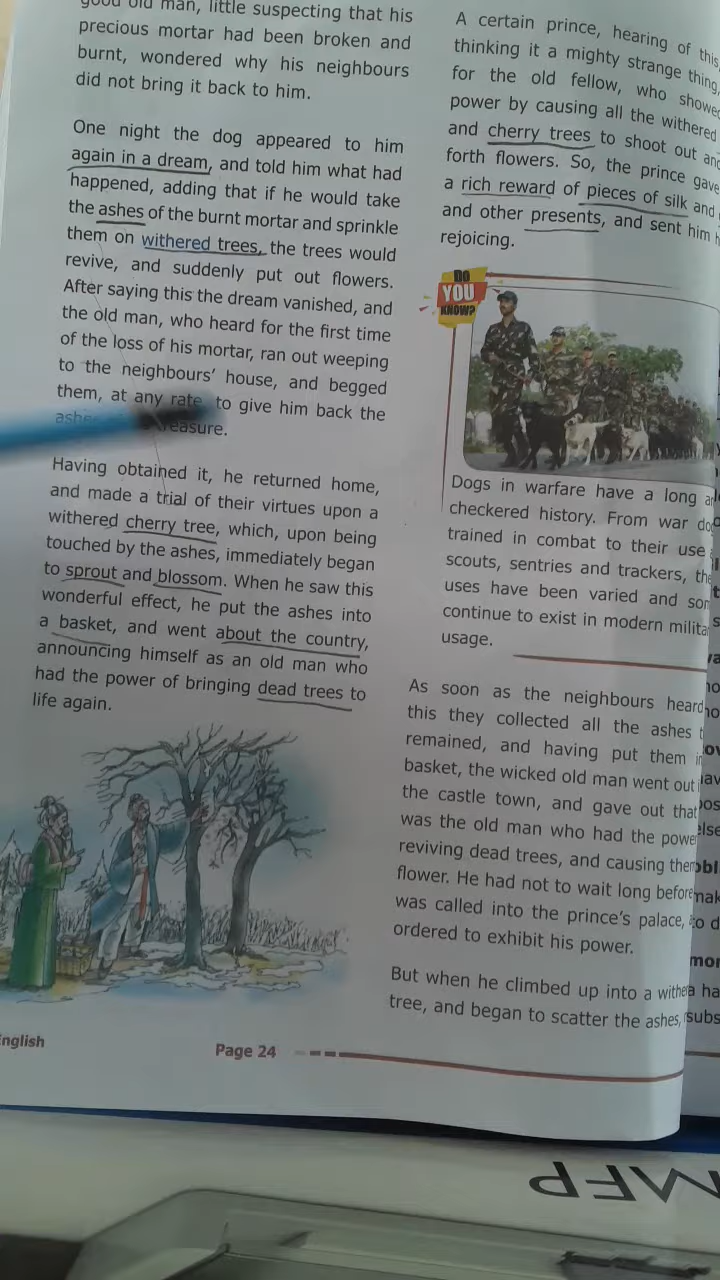 good old man, little suspecting that his
precious mortar had been broken and
burnt, wondered why his neighbours
did not bring it back to him.
One night the dog appeared to him
again in a dream, and told him what had
happened, adding that if he would take
the ashes of the burnt mortar and sprinkle
them on withered trees, the trees would
revive, and suddenly put out flowers.
After saying this the dream vanished, and
the old man, who heard for the first time
of the loss of his mortar, ran out weeping
to the neighbours' house, and begged
them, at any rate, to give him back the
Having obtained it, he returned home,
and made a trial of their virtues upon a
withered cherry tree, which, upon being
touched by the ashes, immediately began
to sprout and blossom. When he saw this
wonderful effect, he put the ashes into
a basket, and went about the country,
announcing himself as an old man who
had the power of bringing dead trees to
life again.
A certain prince, hearing of this,
thinking it a mighty strange thing,
for the old fellow, who showed
power by causing all the withered
and cherry trees to shoot out and
forth flowers. So, the prince gave
a rich reward of pieces of silk and
and other presents, and sent him
rejoicing.
DO
YOU
KNOW?
Dogs in warfare have a long
checkered history. From war
trained in combat to their use
scouts, sentries and trackers,
uses have been varied and
continue to exist in modern
usage.
As soon as the neighbours heard
this they collected all the ashes
remained, and having put them
basket, the wicked old man went out
the castle town, and gave out that
was the old man who had the power
reviving dead trees, and causing
flower. He had not to wait long before
was called into the prince's palace,
ordered to exhibit his power.
But when he climbed up into a
tree, and began to scatter the ashes,
English
Page 24
MFP